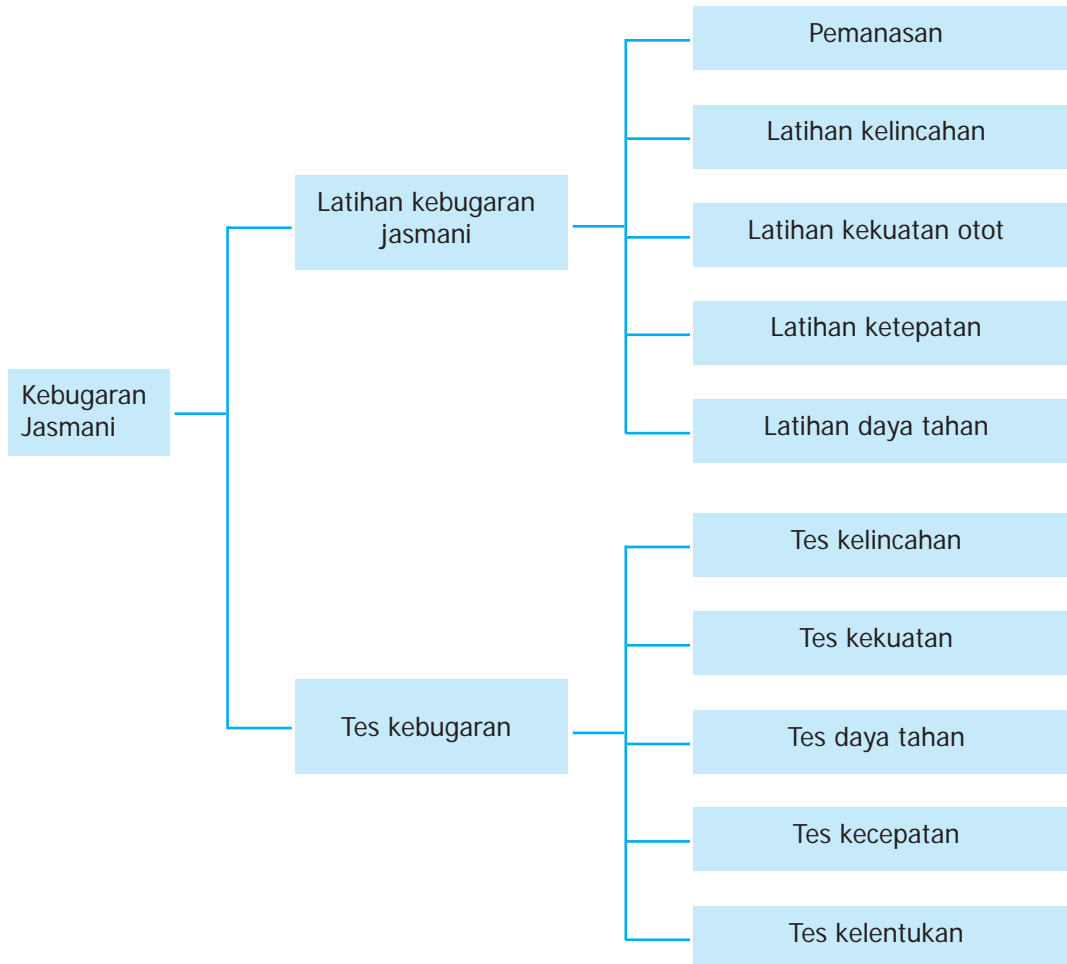 Kebugaran
Jasmani
Latihan kebugaran
jasmani
Pemanasan
Latihan kelincahan
Latihan kekuatan otot
Latihan ketepatan
Latihan daya tahan
Tes kebugaran
Tes kelincahan
Tes kekuatan
Tes daya tahan
Tes kecepatan
Tes kelentukan